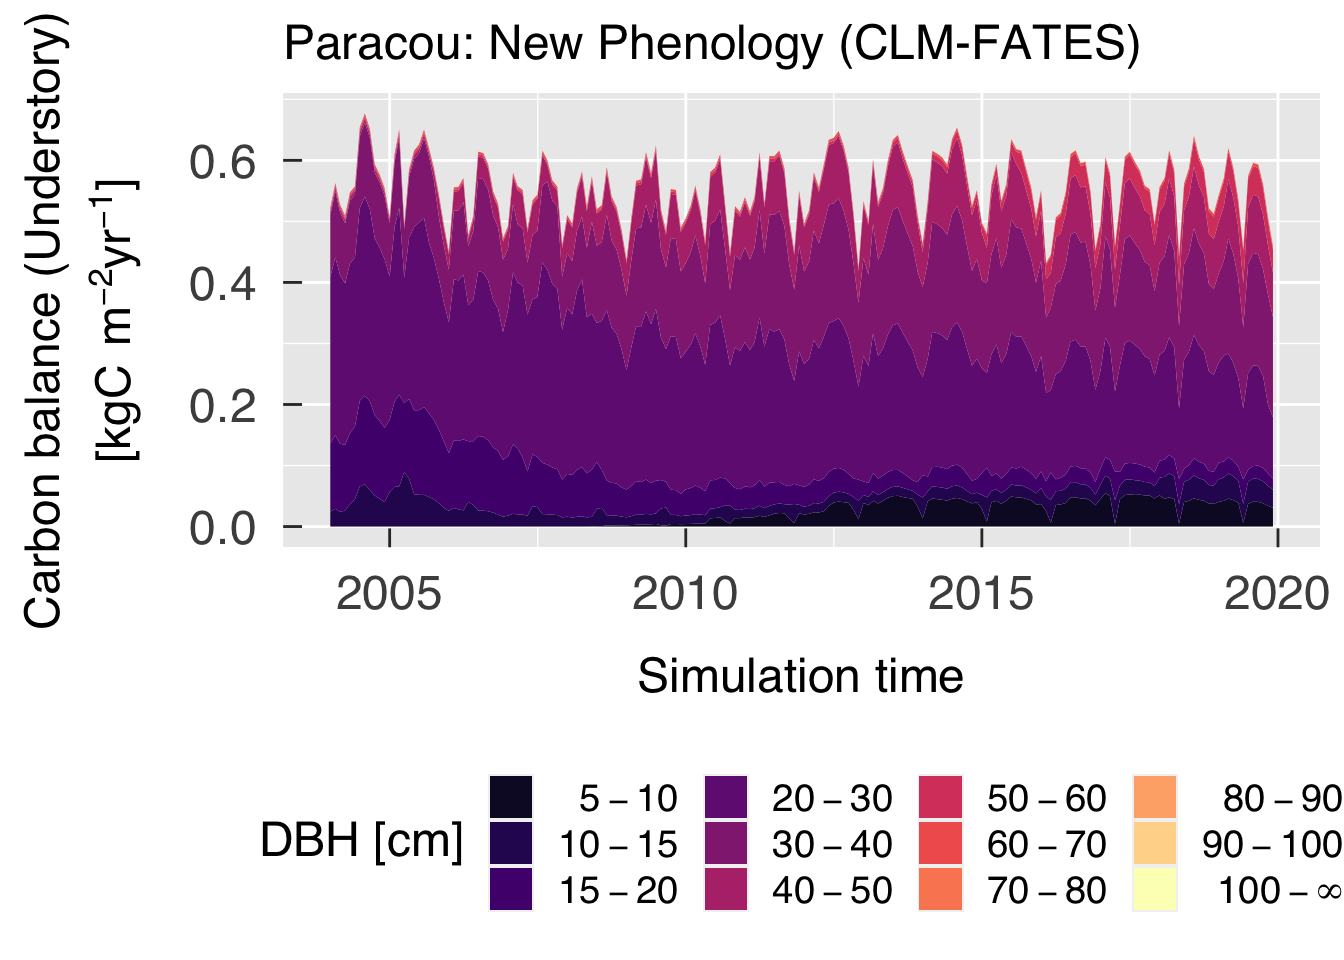 Paracou: New Phenology (CLM-FATES)
Carbon balance (Understory)
[kgC m⁻²yr⁻¹]
0.6
0.4
0.2
0.0
2005 2010 2015 2020
Simulation time
DBH [cm]
5 – 10 20 – 30 50 – 60 80 – 90
10 – 15 30 – 40 60 – 70 90 – 100
15 – 20 40 – 50 70 – 80 100 – ∞